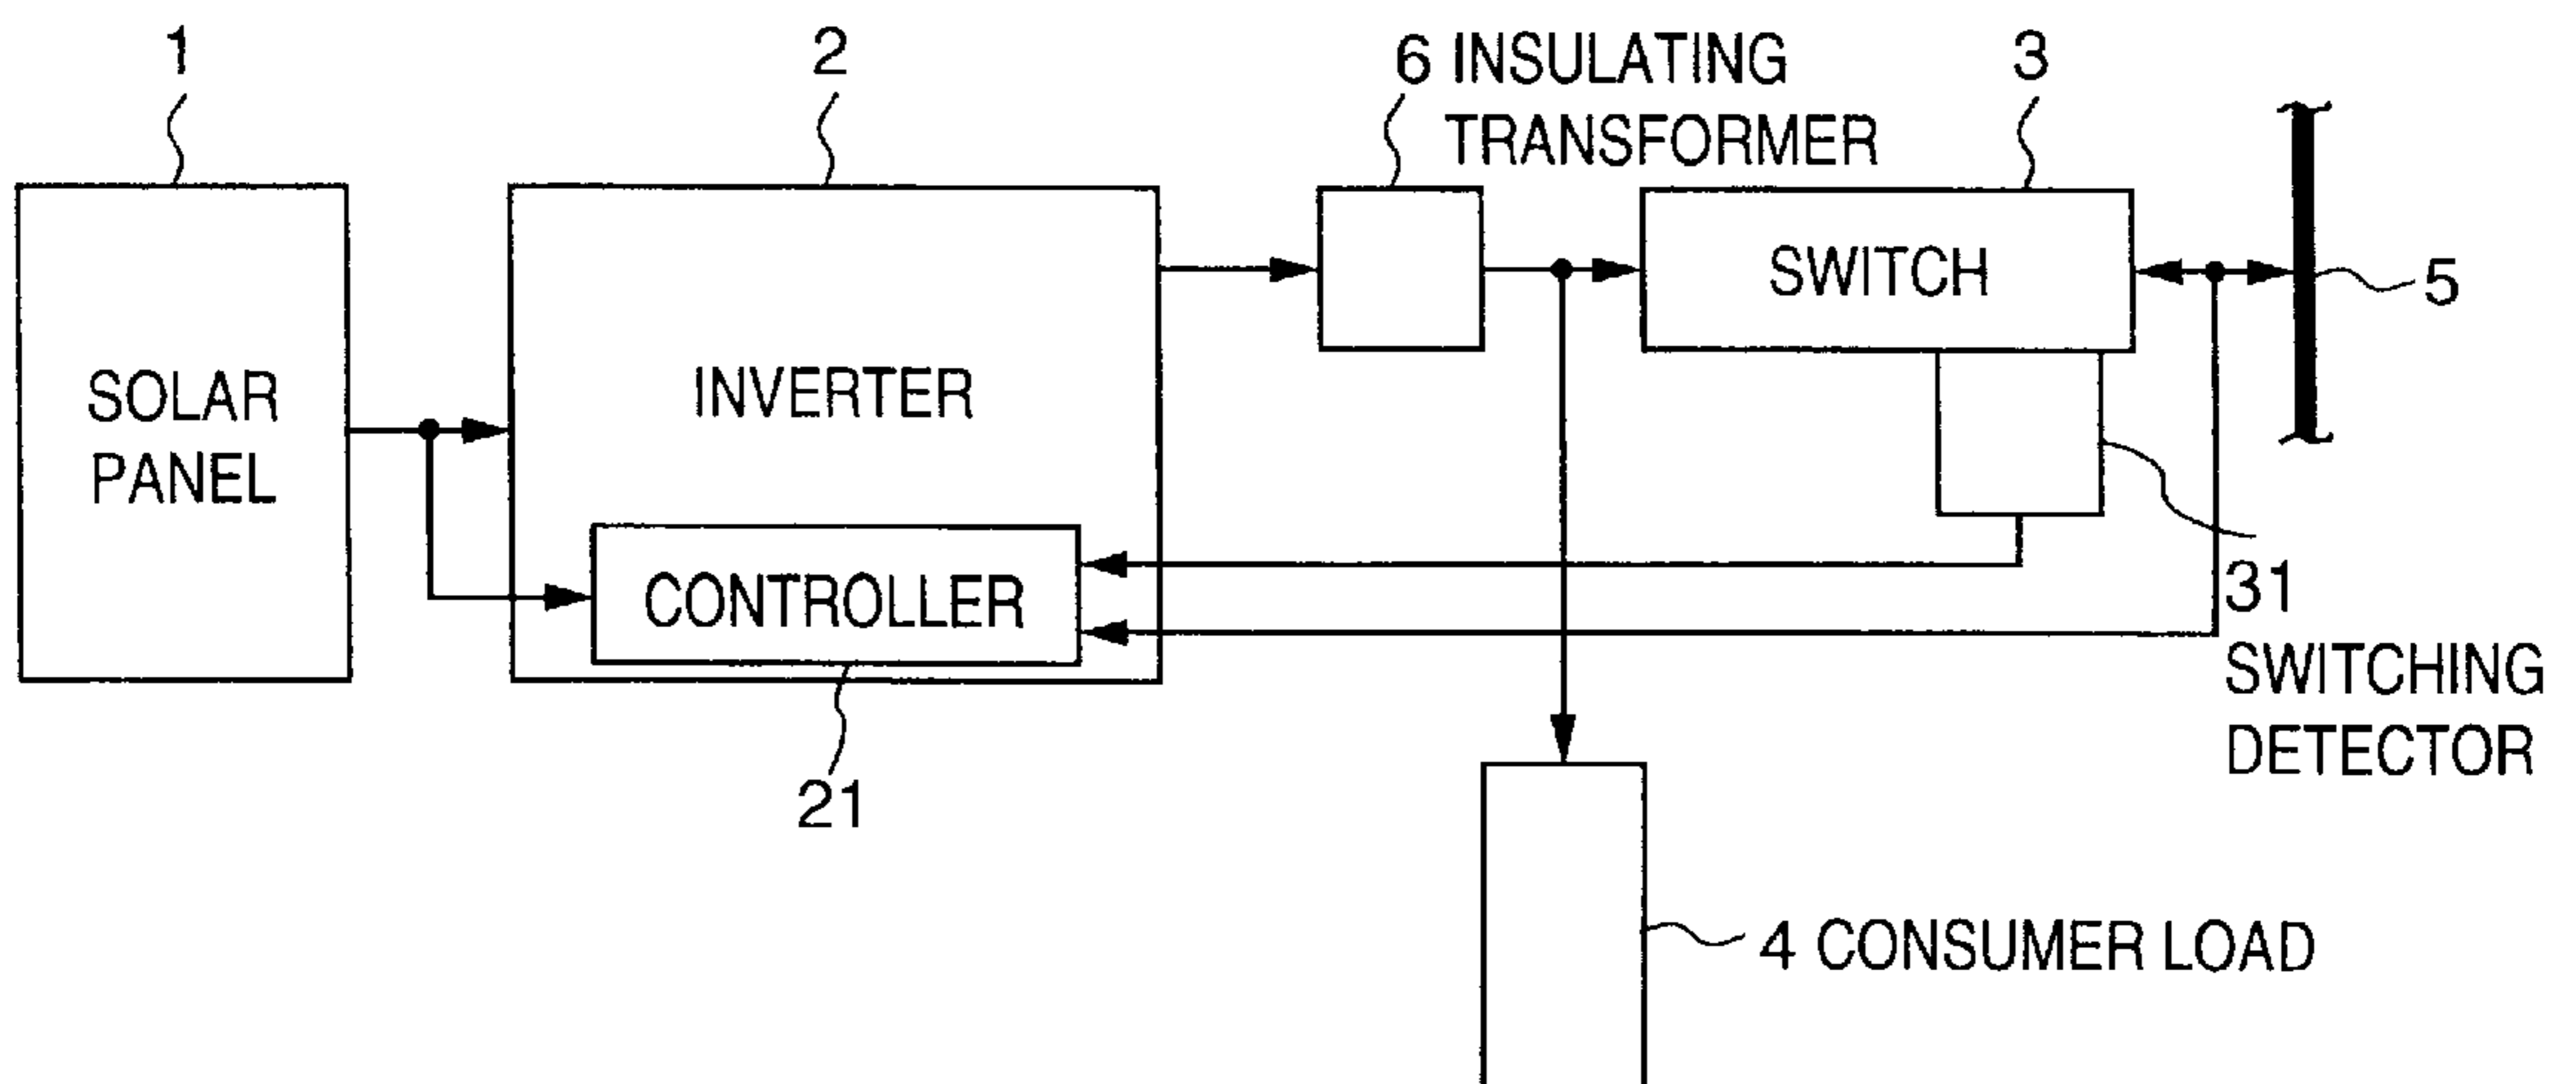 1
2
6 INSULATING
TRANSFORMER
3
SOLAR
PANEL
INVERTER
SWITCH
5
CONTROLLER
21
31
SWITCHING
DETECTOR
4 CONSUMER LOAD